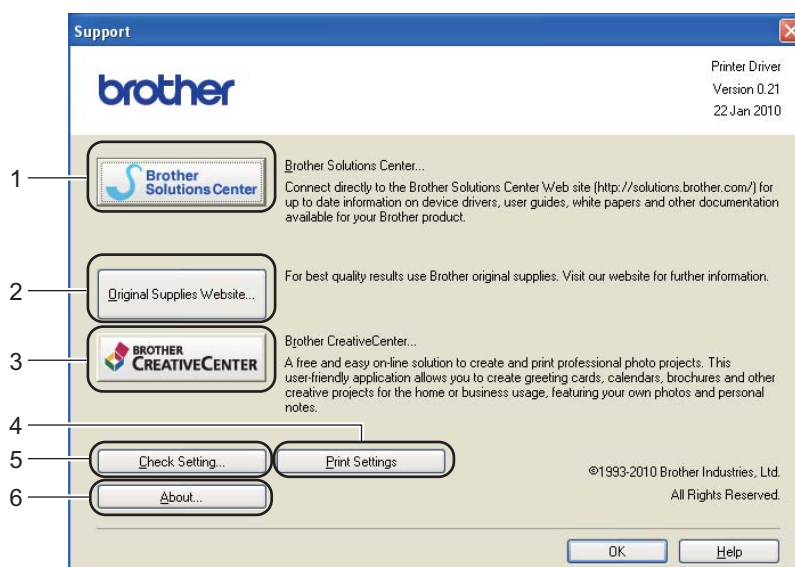 Support
brother
Printer Driver
Version 0.21
22 Jan 2010
1
Brother
Solutions Center
Brother Solutions Center...
Connect directly to the Brother Solutions Center Web site (http://solutions.brother.com/) for
up to date information on device drivers, user guides, white papers and other documentation
available for your Brother product.
2
Original Supplies Website...
For best quality results use Brother original supplies. Visit our website for further information.
3
BROTHER
CREATIVECENTER
Brother CreativeCenter...
A free and easy on-line solution to create and print professional photo projects. This
user-friendly application allows you to create greeting cards, calendars, brochures and other
creative projects for the home or business usage, featuring your own photos and personal
notes.
4
5
Check Setting...
Print Settings
©1993-2010 Brother Industries, Ltd.
6
About...
All Rights Reserved.
OK
Help